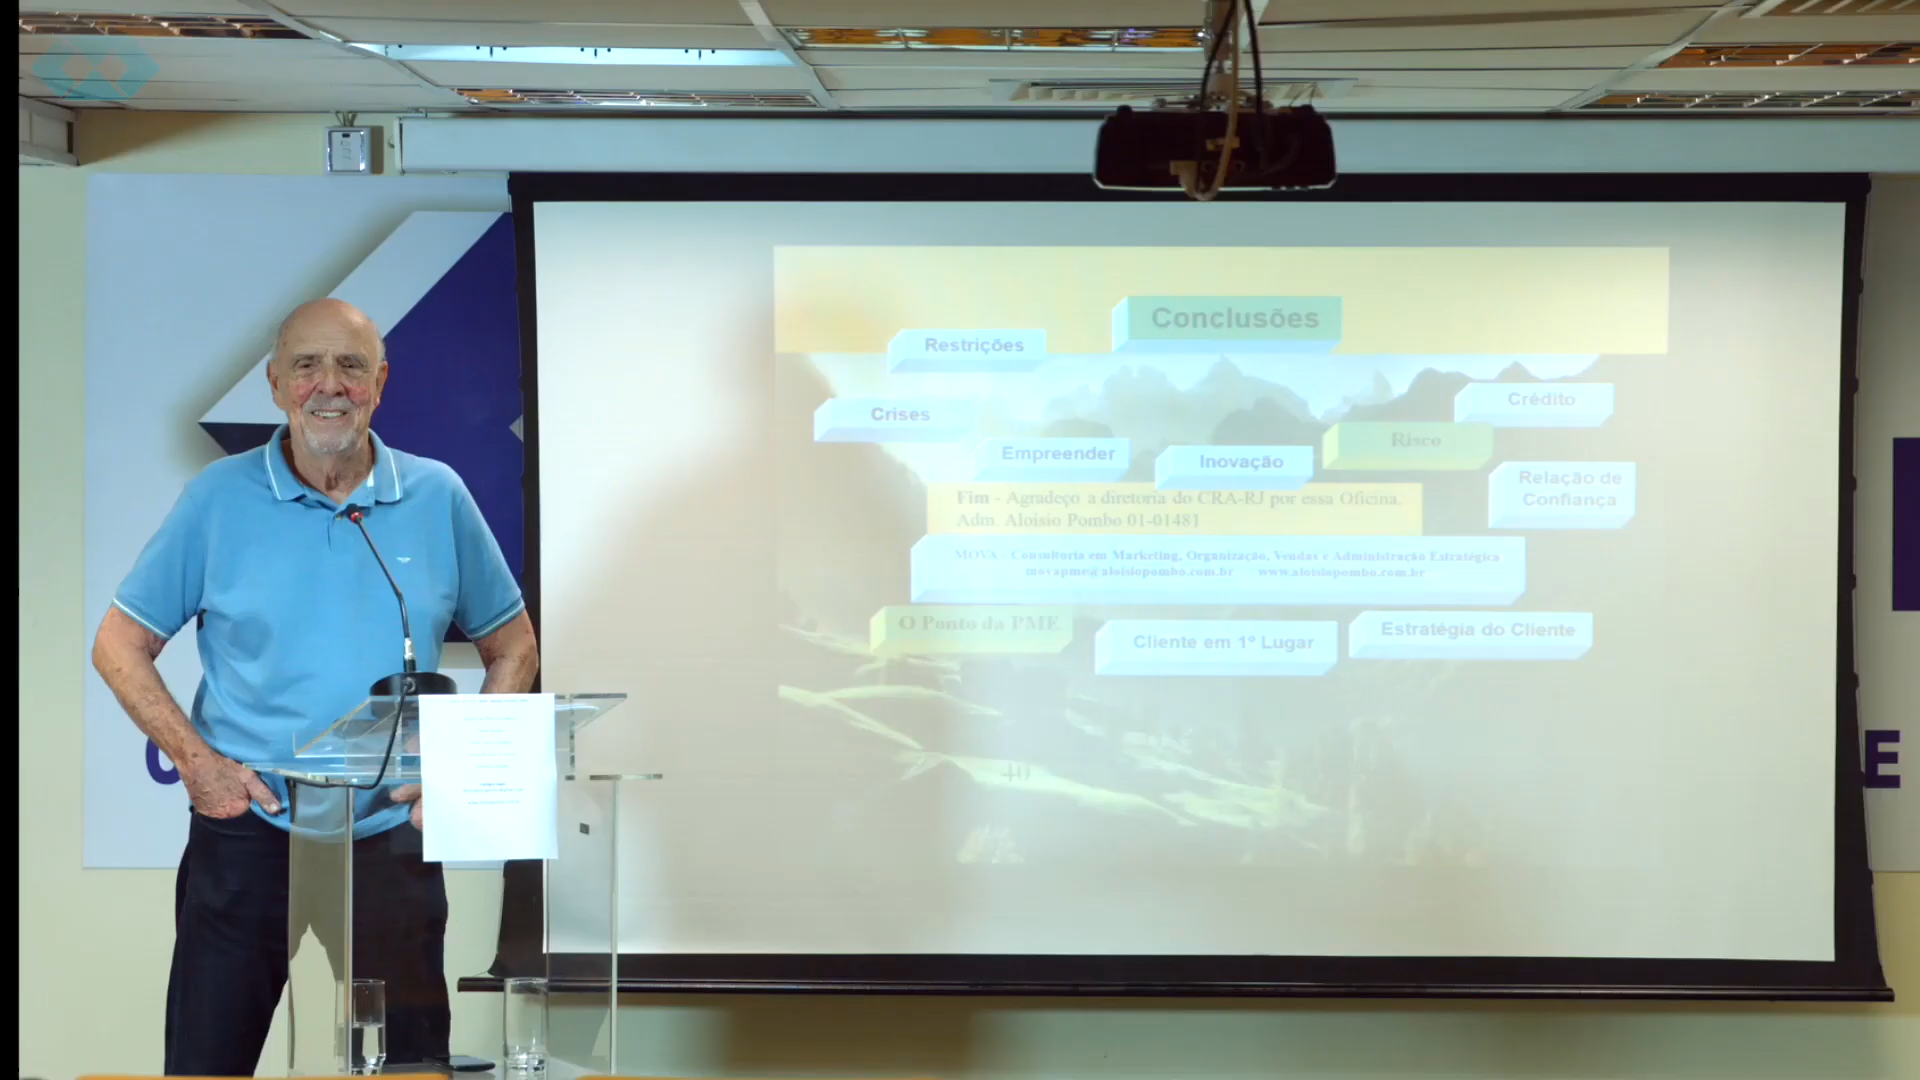 Conclusões
Restrições
Crédito
Crises
Risco
Empreender
Inovação
Relação de
Confiança
Fim - Agradeço a diretoria do CRA-RJ por essa Oficina.
Adm. Aloisio Pombo 01-01481
MOVA - Consultoria em Marketing, Organização, Vendas e Administração Estratégica
movapme@aloisiopombo.com.br www.aloisiopombo.com.br
O Ponto da PME
Cliente em 1º Lugar
Estratégia do Cliente
E
40